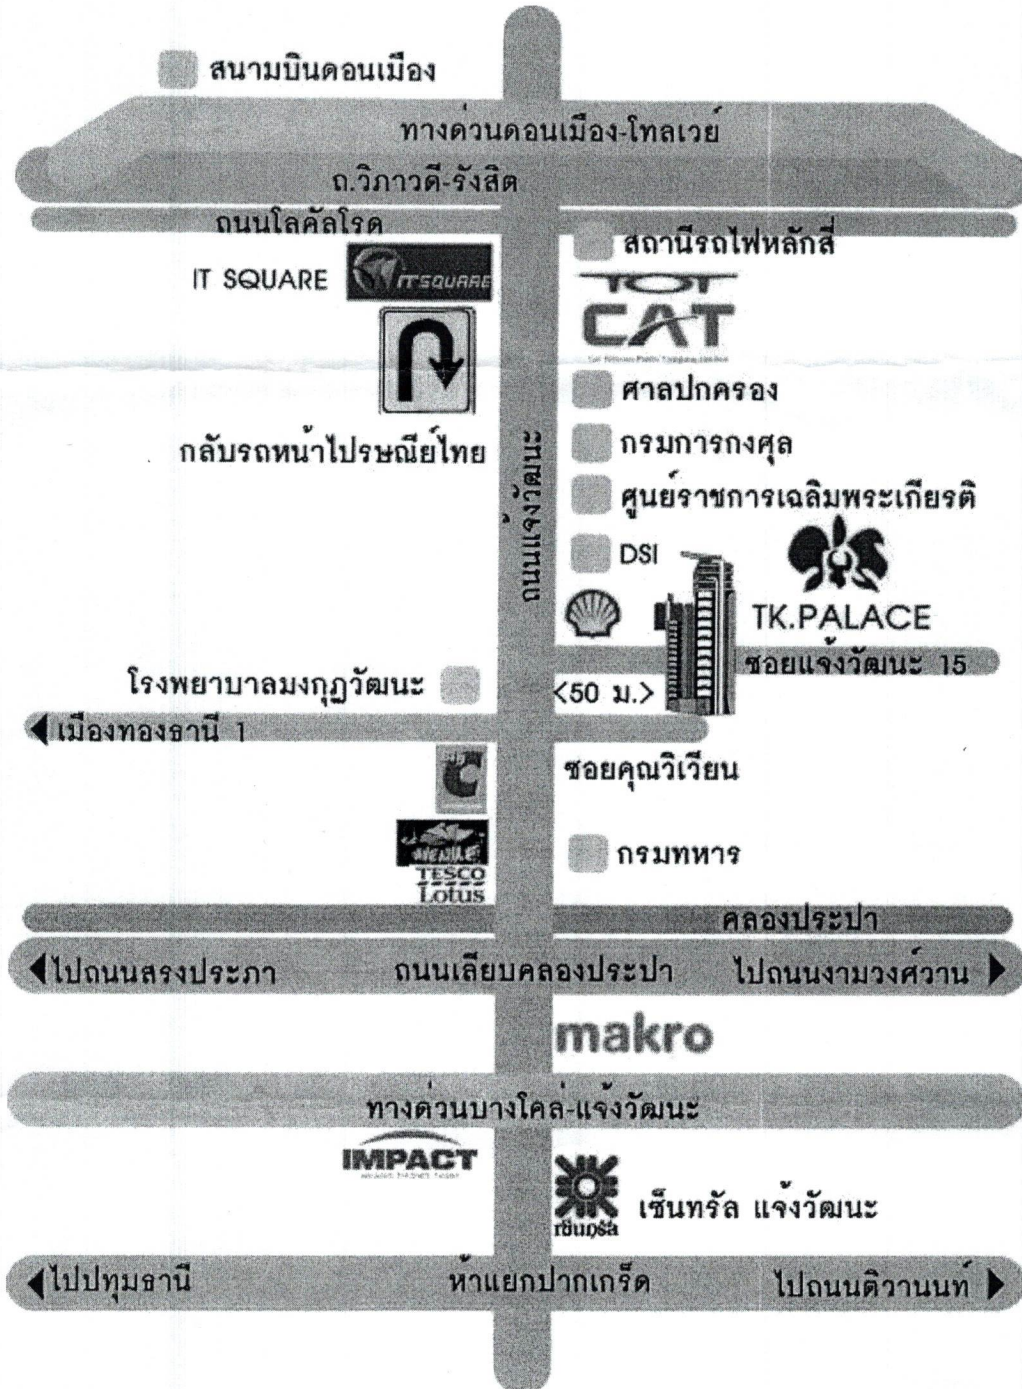 สนามบินดอนเมือง
ทางด่วนดอนเมือง-โทลเวย์
ถ.วิภาวดี-รังสิต
ถนนโลคัลโรด
สถานีรถไฟหลักสี่
IT SQUARE
IT SQUARE
TOT
CAT
ศาลปกครอง
กรมการกงศุล
กลับรถหน้าไปรษณีย์ไทย
ถนนแจ้งวัฒนะ
ศูนย์ราชการเฉลิมพระเกียรติ
DSI
TK.PALACE
ซอยแจ้งวัฒนะ 15
โรงพยาบาลมงกุฎวัฒนะ
<50 ม.>
เมืองทองธานี 1
ซอยคุณวิเวียน
กรมทหาร
TESCO
Lotus
คลองประปา
ไปถนนสรงประภา
ถนนเลียบคลองประปา
ไปถนนงามวงศ์วาน
makro
ทางด่วนบางโคล่-แจ้งวัฒนะ
IMPACT
เซ็นทรัล
เซ็นทรัล แจ้งวัฒนะ
ไปปทุมธานี
ห้าแยกปากเกร็ด
ไปถนนติวานนท์